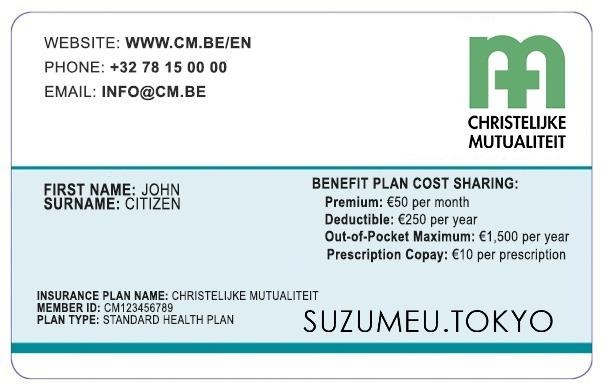 WEBSITE: WWW.CM.BE/EN
PHONE: +32 78 15 00 00
EMAIL: INFO@CM.BE
m
CHRISTELIJKE
MUTUALITEIT
FIRST NAME: JOHN
SURNAME: CITIZEN
BENEFIT PLAN COST SHARING:
Premium: €50 per month
Deductible: €250 per year
Out-of-Pocket Maximum: €1,500 per year
Prescription Copay: €10 per prescription
INSURANCE PLAN NAME: CHRISTELIJKE MUTUALITEIT
MEMBER ID: CM123456789
PLAN TYPE: STANDARD HEALTH PLAN
SUZUMEU.TOKYO